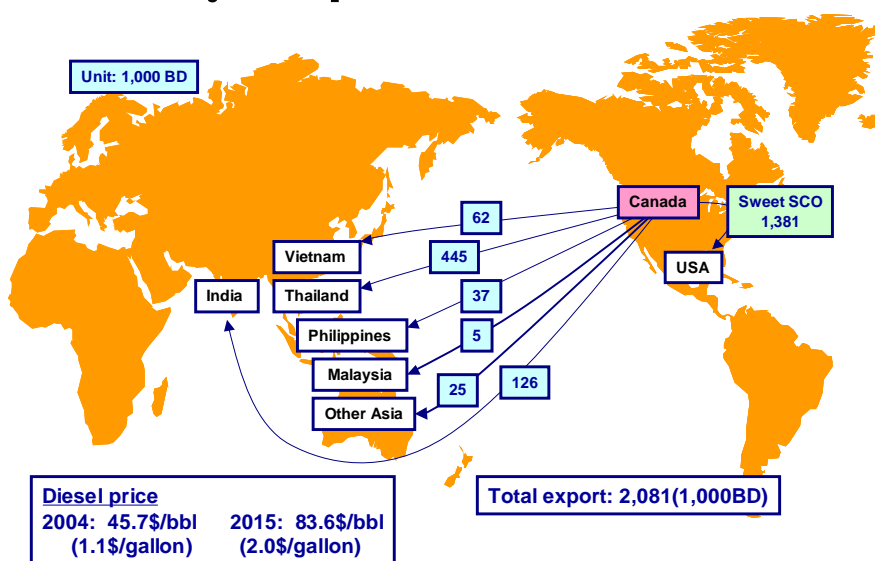 Unit: 1,000 BD
Canada
Sweet SCO
1,381
62
Vietnam
445
USA
India
Thailand
37
Philippines
5
Malaysia
25
126
Other Asia
Diesel price
2004: 45.7$/bbl 2015: 83.6$/bbl
(1.1$/gallon) (2.0$/gallon)
Total export: 2,081(1,000BD)